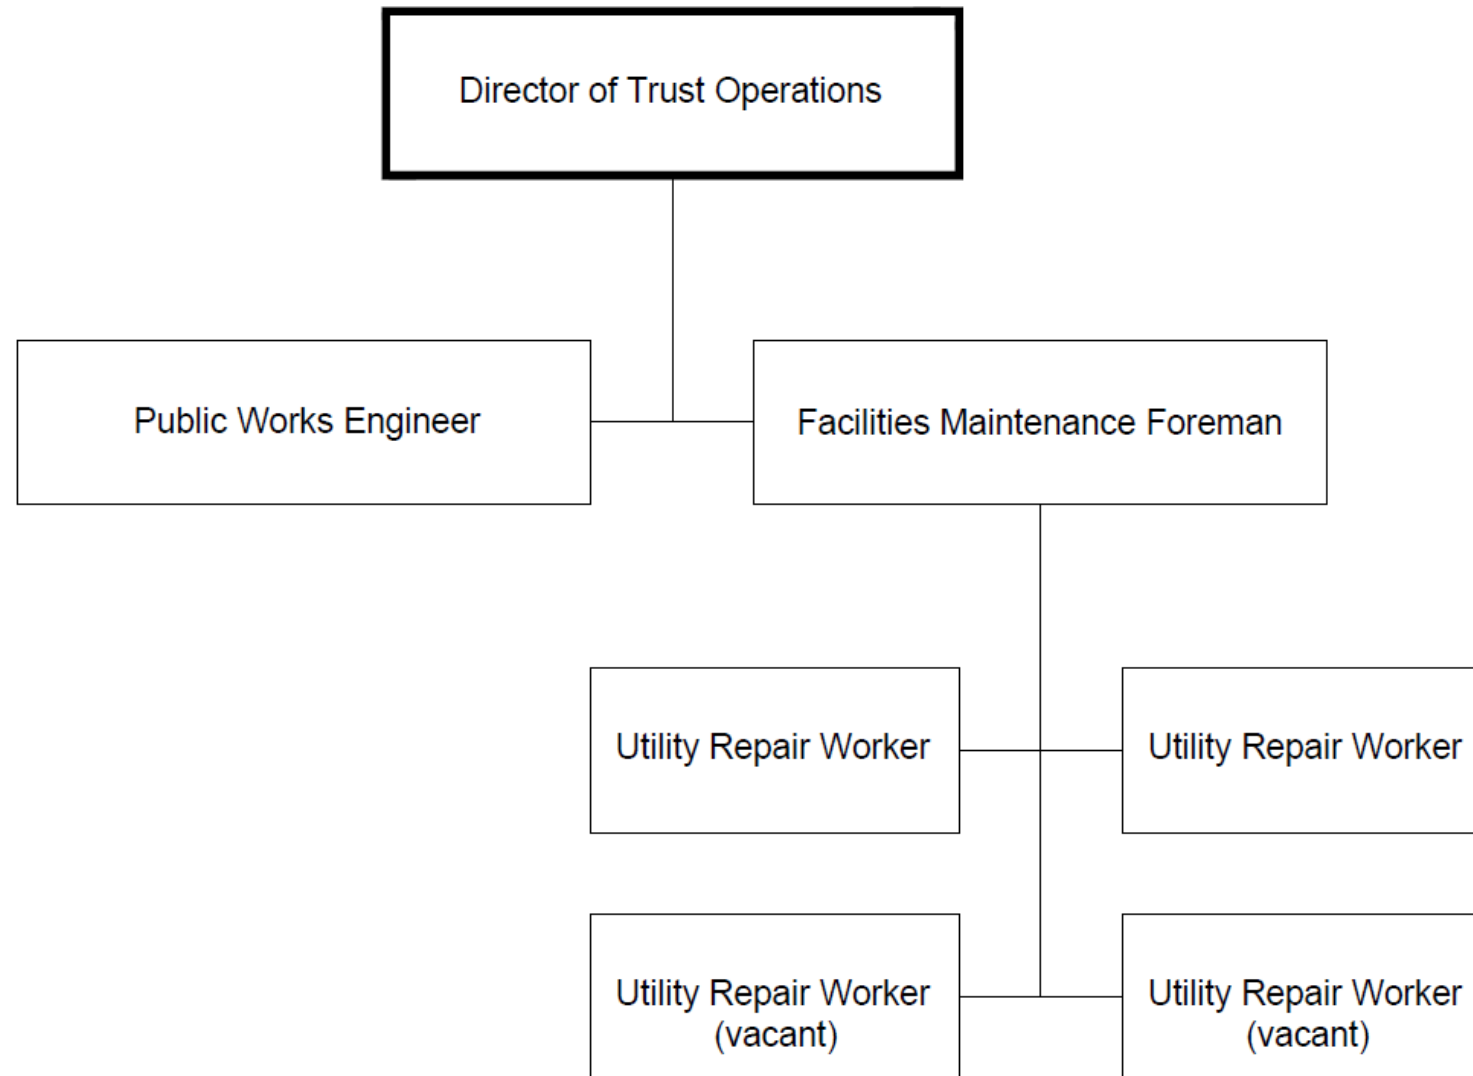 Director of Trust Operations
Public Works Engineer
Facilities Maintenance Foreman
Utility Repair Worker
Utility Repair Worker
Utility Repair Worker
(vacant)
Utility Repair Worker
(vacant)